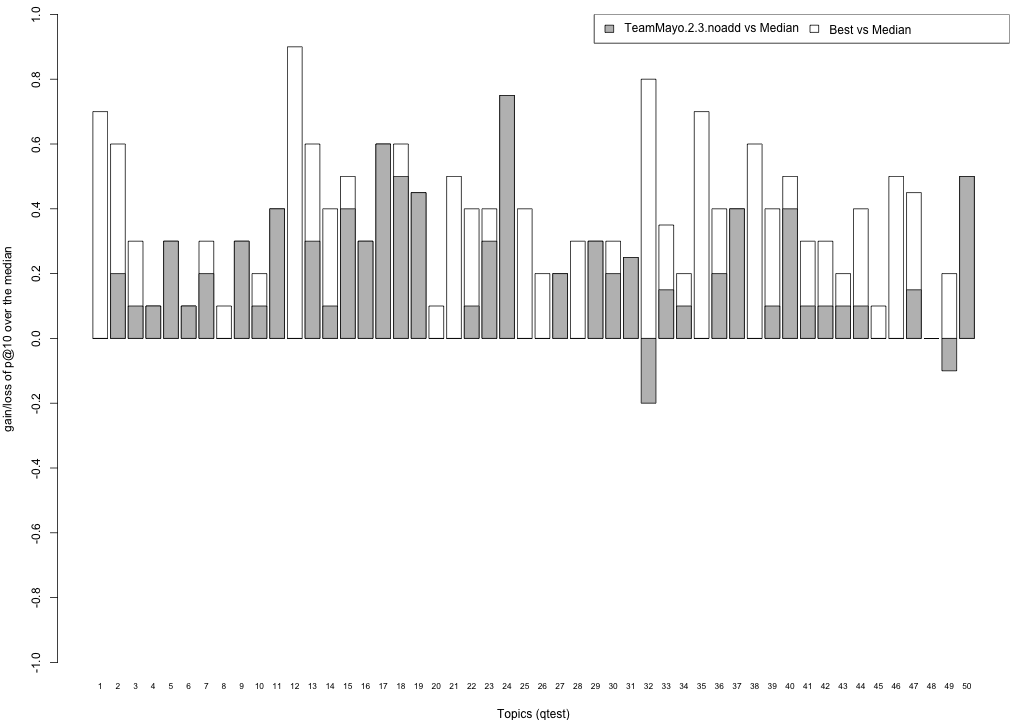 TeamMayo.2.3.noadd vs Median Best vs Median
gain/loss of p@10 over the median
1.0
0.8
0.6
0.4
0.2
0.0
-0.2
-0.4
-0.6
-0.8
-1.0
1 2 3 4 5 6 7 8 9 10 11 12 13 14 15 16 17 18 19 20 21 22 23 24 25 26 27 28 29 30 31 32 33 34 35 36 37 38 39 40 41 42 43 44 45 46 47 48 49 50
Topics (qtest)